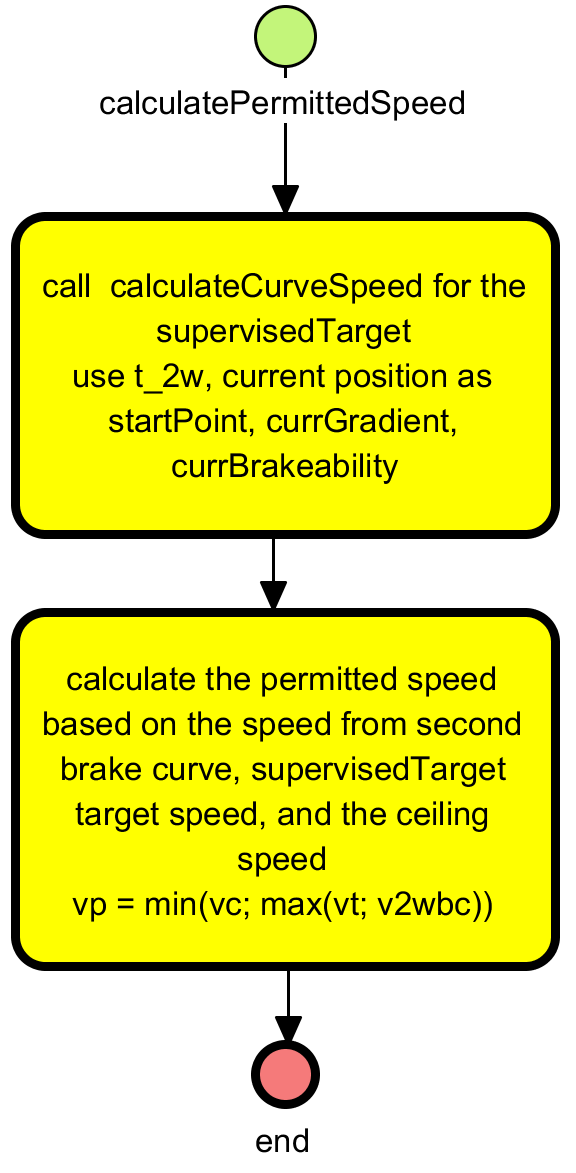 calculatePermittedSpeed
call  calculateCurveSpeed for the
supervisedTarget
use t_2w, current position as
startPoint, currGradient,
currBrakeability
calculate the permitted speed
based on the speed from second
brake curve, supervisedTarget
target speed, and the ceiling
speed
vp = min(vc; max(vt; v2wbc))
end